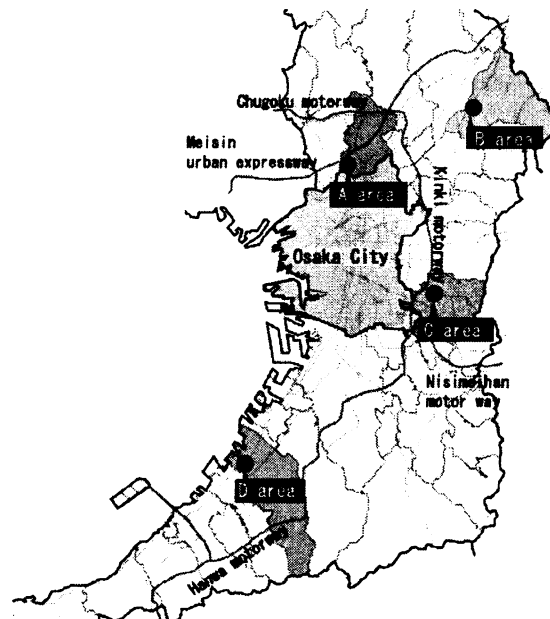 Chugoku motorway
Meisin
urban expressway
B area
A area
Kinki motorway
Osaka City
C area
Nisimeihan
motor way
D area
Hanwa motorway